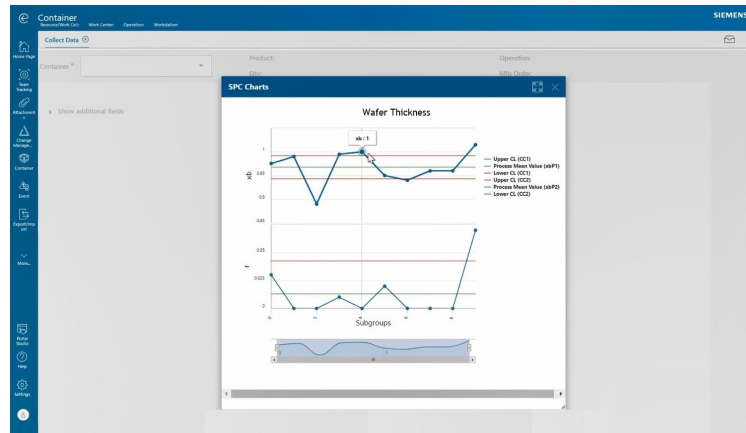 Container
SIEMENS
Resource/Work Cell: Work Center: Operation: Workstation:
Collect Data
Home Page
Container * :
Product:
Operation:
Qty:
Mfg Order:
Team Tracking
Show additional fields
Attachments
Change Manage...
Container
Event
Export/Import
More...
Portal Studio
Help
Settings
SPC Charts
Wafer Thickness
xb : 1
1
0.95
0.9
0.85
xb
Upper CL (CC1)
Process Mean Value (xbP1)
Lower CL (CC1)
Upper CL (CC2)
Process Mean Value (xbP2)
Lower CL (CC2)
0.05
0.025
0
r
Subgroups